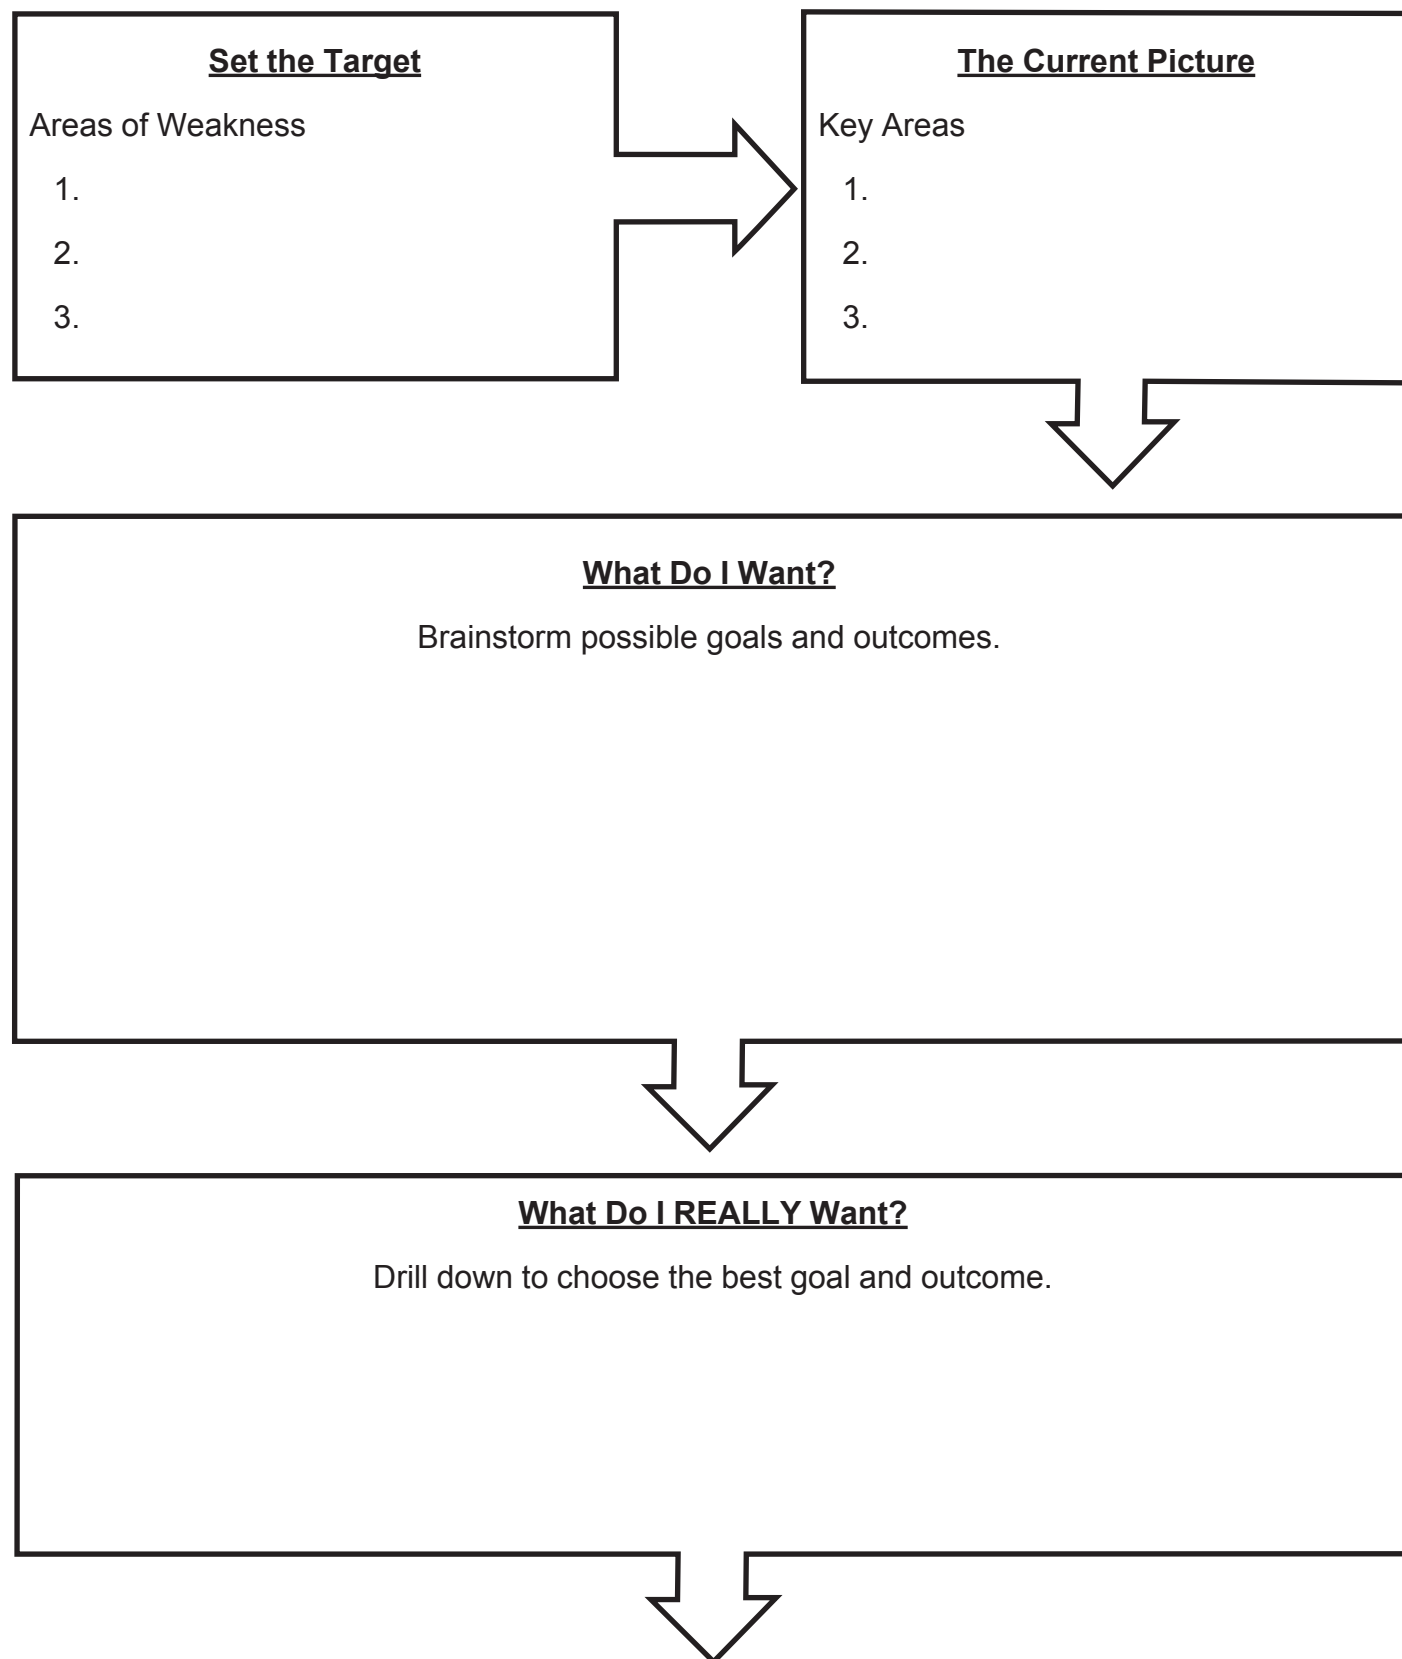 Set the Target
Areas of Weakness
1.
2.
3.
The Current Picture
Key Areas
1.
2.
3.
What Do I Want?
Brainstorm possible goals and outcomes.
What Do I REALLY Want?
Drill down to choose the best goal and outcome.